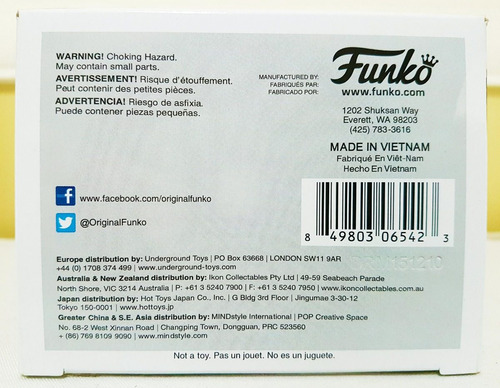 WARNING! Choking Hazard.
May contain small parts.
AVERTISSEMENT! Risque d'étouffement.
Peut contenir des petites pièces.
ADVERTENCIA! Riesgo de asfixia.
Puede contener piezas pequeñas.
MANUFACTURED BY:
FABRIQUÉS PAR:
FABRICADO POR:
Funko
www.funko.com
1202 Shuksan Way
Everett, WA 98203
(425) 783-3616
MADE IN VIETNAM
Fabriqué En Viêt-Nam
Hecho En Vietnam
www.facebook.com/originalfunko
@OriginalFunko
8 49803 06542 3
Europe distribution by: Underground Toys | PO Box 63668 | LONDON SW11 9AR
+44 (0) 1708 374 499 | www.underground-toys.com
Australia & New Zealand distribution by: Ikon Collectables Pty Ltd | 49-59 Seabeach Parade
North Shore, VIC 3214 Australia | P: +61 3 5240 7900 | F: +61 3 5240 7950 | www.ikoncollectables.com.au
Japan distribution by: Hot Toys Japan Co., Inc. | G Bldg 3rd Floor | Jingumae 3-30-12
Tokyo 150-0001 | www.hottoys.jp
Greater China & S.E. Asia distribution by: MINDstyle International | POP Creative Space
No. 68-2 West Xinnan Road | Changping Town, Dongguan, PRC 523560
+ (86) 769 8109 9090 | www.mindstyle.com
Not a toy. Pas un jouet. No es un juguete.